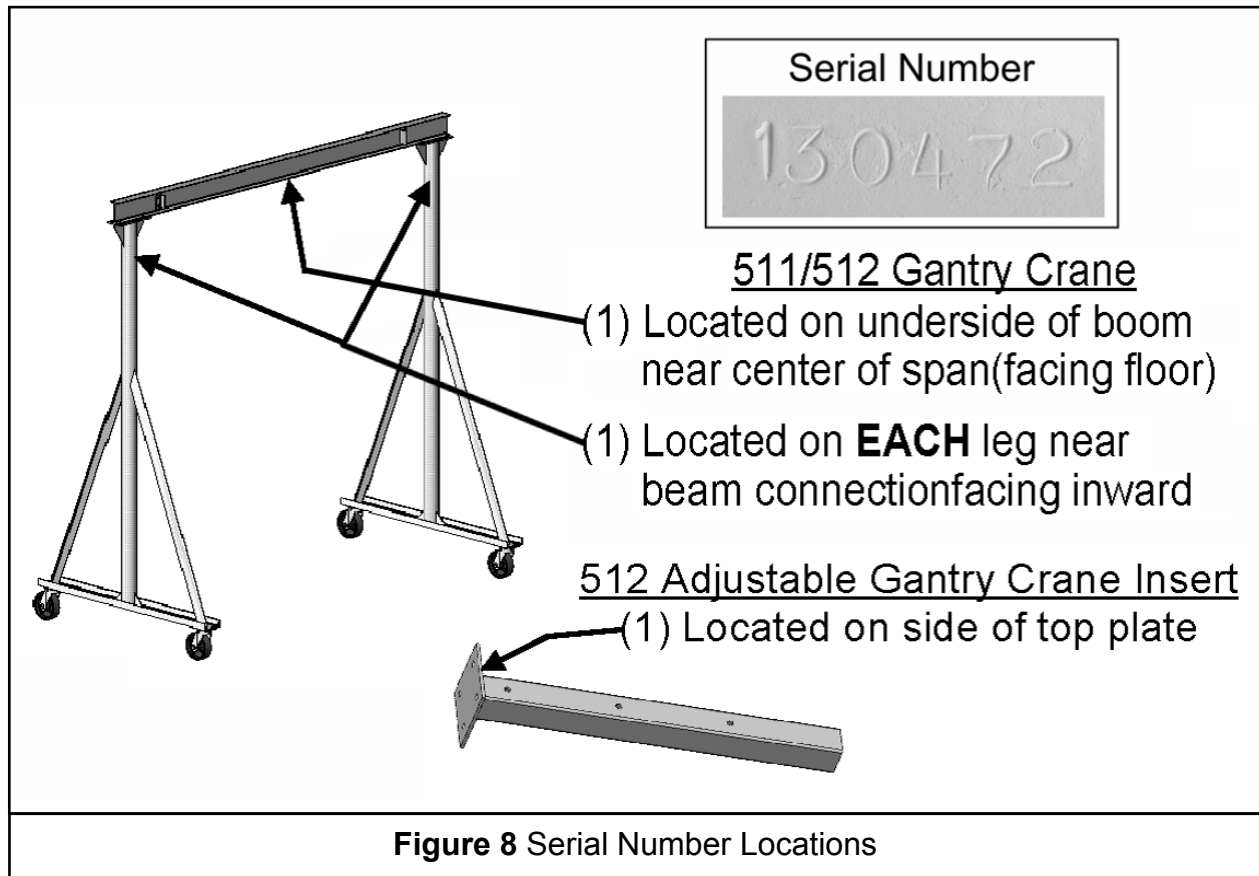 Serial Number
130472
511/512 Gantry Crane
(1) Located on underside of boom
near center of span(facing floor)
(1) Located on EACH leg near
beam connectionfacing inward
512 Adjustable Gantry Crane Insert
(1) Located on side of top plate
Figure 8 Serial Number Locations